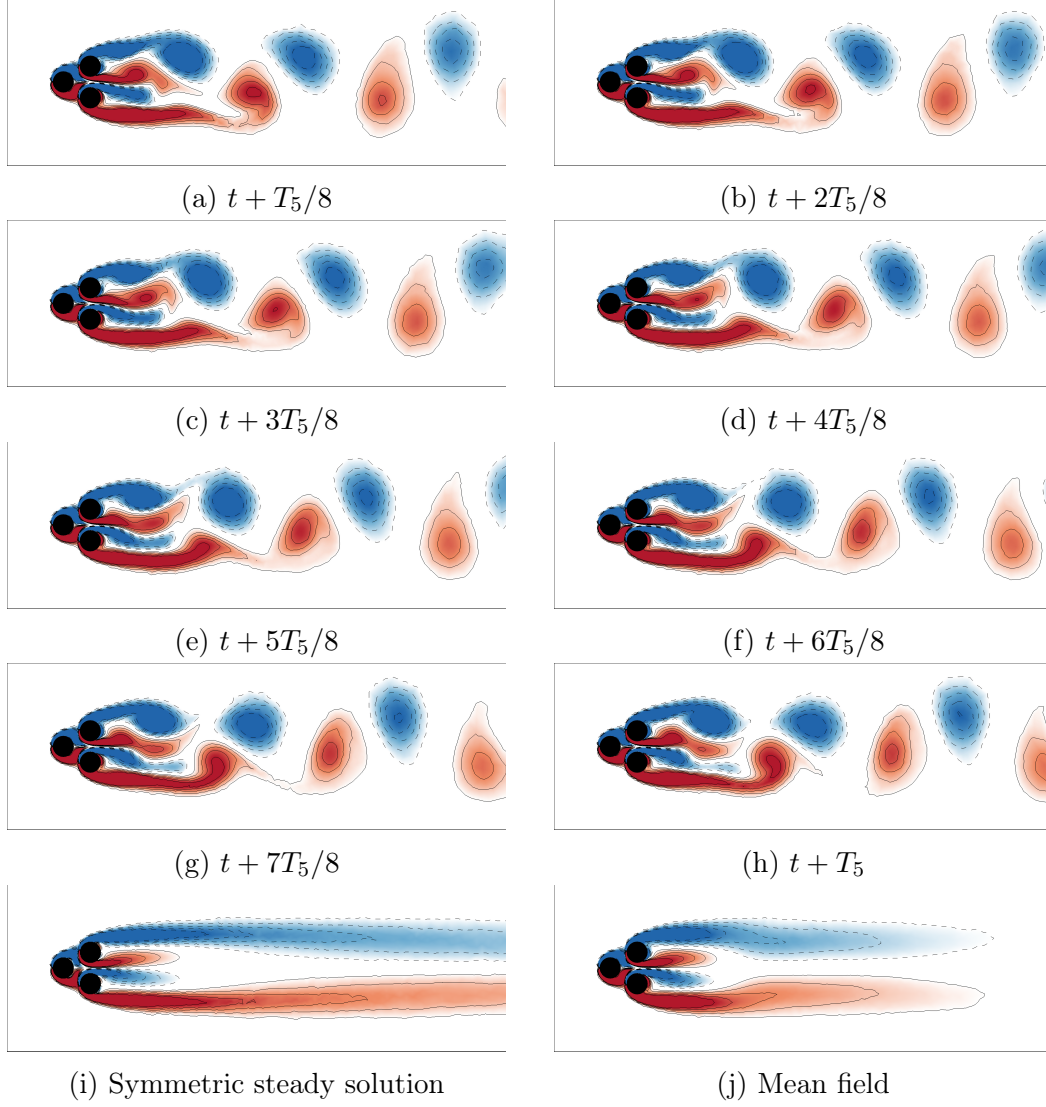 (a) t + T₅/8
(b) t + 2T₅/8
(c) t + 3T₅/8
(d) t + 4T₅/8
(e) t + 5T₅/8
(f) t + 6T₅/8
(g) t + 7T₅/8
(h) t + T₅
(i) Symmetric steady solution
(j) Mean field